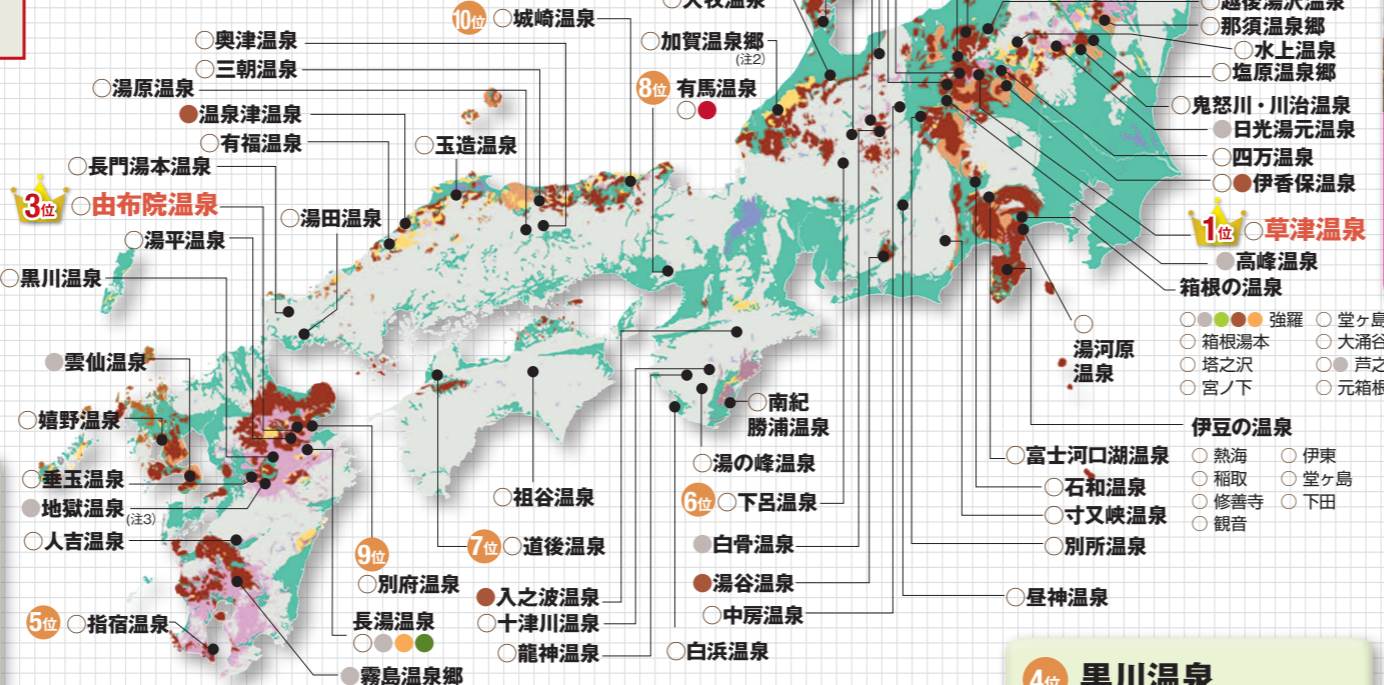 10位 ○城崎温泉
○奥津温泉
○三朝温泉
○湯原温泉
●温泉津温泉
○有福温泉
○長門湯本温泉
3位 ○由布院温泉
○湯平温泉
○黒川温泉
○湯田温泉
○玉造温泉
○加賀温泉郷
(注2)
8位 有馬温泉
○●
越後湯沢温泉
○那須温泉郷
○水上温泉
○塩原温泉郷
○鬼怒川・川治温泉
●日光湯元温泉
○四万温泉
○●伊香保温泉
1位 ○草津温泉
●高峰温泉
箱根の温泉
○●●●● 強羅
○ 箱根湯本
○ 塔之沢
○ 宮ノ下
○ 堂ヶ島
○ 大涌谷
○● 芦之
○ 元箱根
○
湯河原
温泉
伊豆の温泉
○ 熱海 ○ 伊東
○ 稲取 ○ 堂ヶ島
○ 修善寺 ○ 下田
○ 観音
○富士河口湖温泉
○石和温泉
○寸又峡温泉
○別所温泉
○昼神温泉
●雲仙温泉
○嬉野温泉
○垂玉温泉
●地獄温泉
(注3)
○人吉温泉
5位 ○指宿温泉
9位
○別府温泉
長湯温泉
○●●●
●霧島温泉郷
○祖谷温泉
7位 ○道後温泉
●入之波温泉
○十津川温泉
○龍神温泉
○南紀
勝浦温泉
○湯の峰温泉
6位 ○下呂温泉
●白骨温泉
●湯谷温泉
○中房温泉
○白浜温泉
4位 黒川温泉